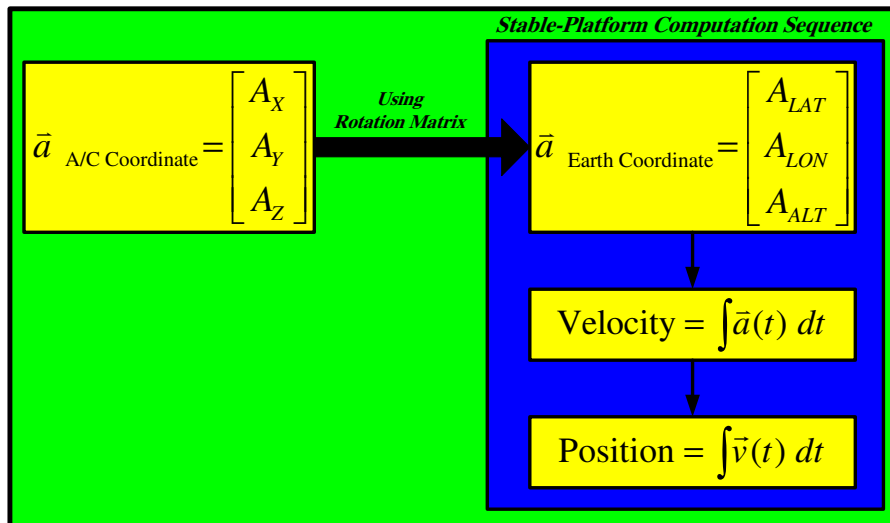 Stable-Platform Computation Sequence
a⃗ A/C Coordinate = [A_X A_Y A_Z]
Using
Rotation Matrix
a⃗ Earth Coordinate = [A_LAT A_LON A_ALT]
Velocity = ∫a⃗(t) dt
Position = ∫v⃗(t) dt